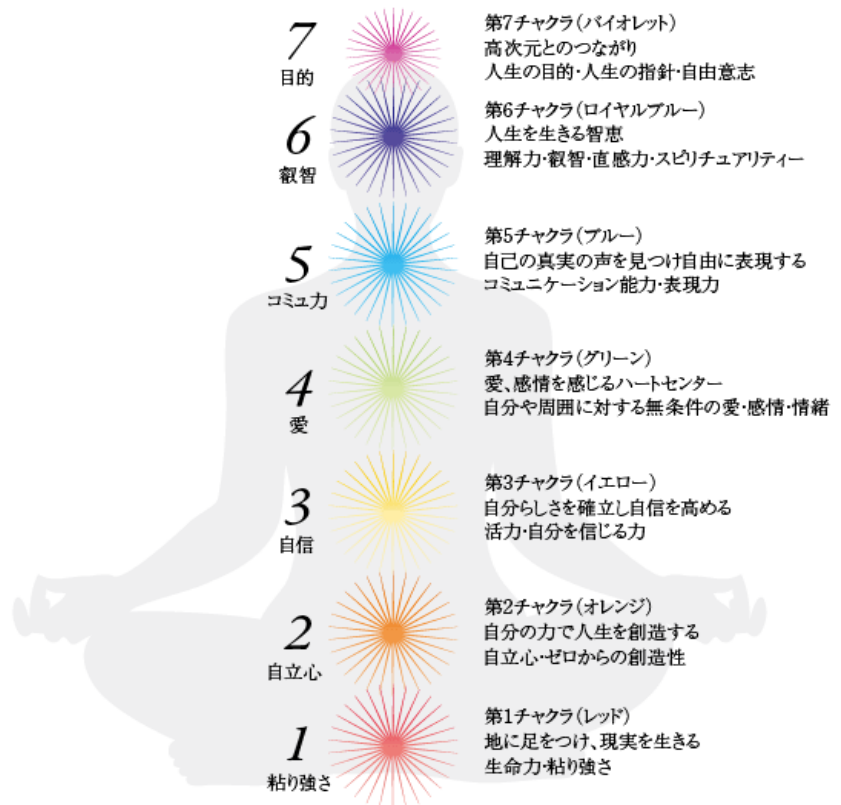 7
目的
第7チャクラ（バイオレット）
高次元とのつながり
人生の目的・人生の指針・自由意志
6
叡智
第6チャクラ（ロイヤルブルー）
人生を生きる智恵
理解力・叡智・直感力・スピリチュアリティー
5
コミュ力
第5チャクラ（ブルー）
自己の真実の声を見つけ自由に表現する
コミュニケーション能力・表現力
4
愛
第4チャクラ（グリーン）
愛、感情を感じるハートセンター
自分や周囲に対する無条件の愛・感情・情緒
3
自信
第3チャクラ（イエロー）
自分らしさを確立し自信を高める
活力・自分を信じる力
2
自立心
第2チャクラ（オレンジ）
自分の力で人生を創造する
自立心・ゼロからの創造性
1
粘り強さ
第1チャクラ（レッド）
地に足をつけ、現実を生きる
生命力・粘り強さ